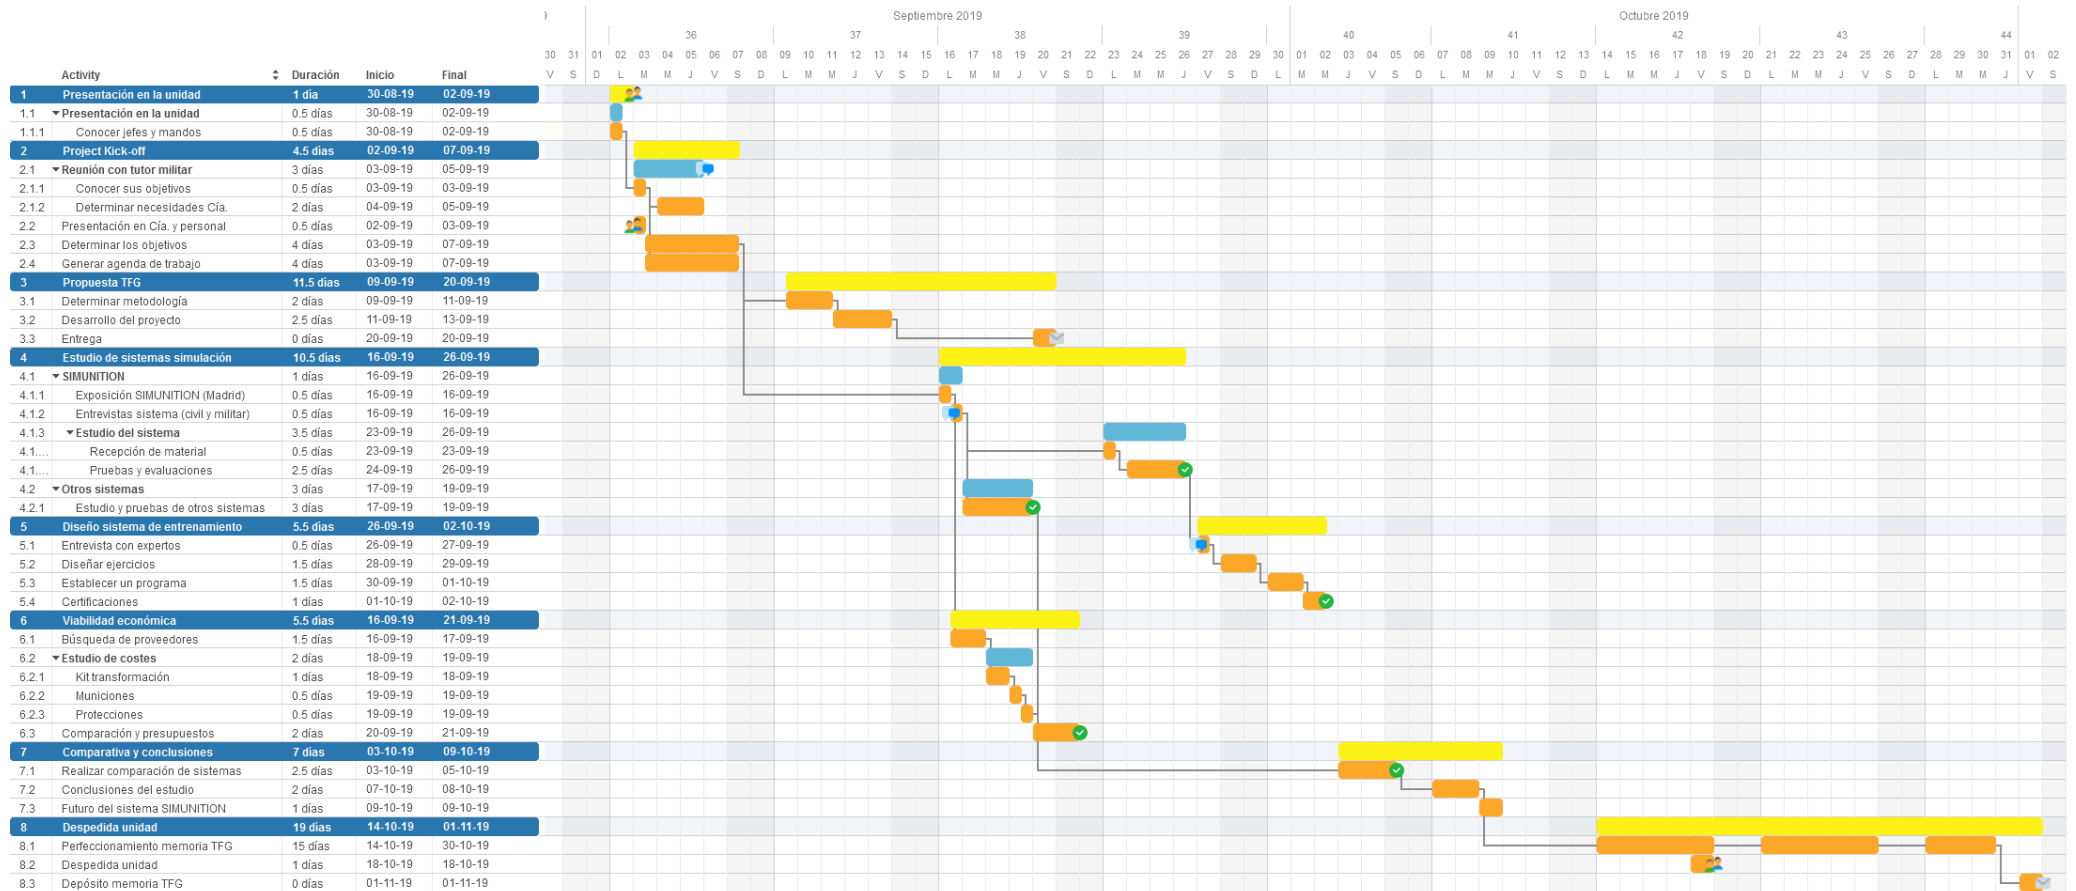 9 Septiembre 2019 Octubre 2019
36 37 38 39 40 41 42 43 44
30 31 01 02 03 04 05 06 07 08 09 10 11 12 13 14 15 16 17 18 19 20 21 22 23 24 25 26 27 28 29 30 01 02 03 04 05 06 07 08 09 10 11 12 13 14 15 16 17 18 19 20 21 22 23 24 25 26 27 28 29 30 31 01 02
Activity Duración Inicio Final V S D L M M J V S D L M M J V S D L M M J V S D L M M J V S D L M M J V S D L M M J V S D L M M J V S D L M M J V S D L M M J V S
1 Presentación en la unidad 1 día 30-08-19 02-09-19
1.1 Presentación en la unidad 0.5 días 30-08-19 02-09-19
1.1.1 Conocer jefes y mandos 0.5 días 30-08-19 02-09-19
2 Project Kick-off 4.5 días 02-09-19 07-09-19
2.1 Reunión con tutor militar 3 días 03-09-19 05-09-19
2.1.1 Conocer sus objetivos 0.5 días 03-09-19 03-09-19
2.1.2 Determinar necesidades Cía. 2 días 04-09-19 05-09-19
2.2 Presentación en Cía. y personal 0.5 días 02-09-19 03-09-19
2.3 Determinar los objetivos 4 días 03-09-19 07-09-19
2.4 Generar agenda de trabajo 4 días 03-09-19 07-09-19
3 Propuesta TFG 11.5 días 09-09-19 20-09-19
3.1 Determinar metodología 2 días 09-09-19 11-09-19
3.2 Desarrollo del proyecto 2.5 días 11-09-19 13-09-19
3.3 Entrega 0 días 20-09-19 20-09-19
4 Estudio de sistemas simulación 10.5 días 16-09-19 26-09-19
4.1 SIMUNITION 1 días 16-09-19 26-09-19
4.1.1 Exposición SIMUNITION (Madrid) 0.5 días 16-09-19 16-09-19
4.1.2 Entrevistas sistema (civil y militar) 0.5 días 16-09-19 16-09-19
4.1.3 Estudio del sistema 3.5 días 23-09-19 26-09-19
4.1.... Recepción de material 0.5 días 23-09-19 23-09-19
4.1.... Pruebas y evaluaciones 2.5 días 24-09-19 26-09-19
4.2 Otros sistemas 3 días 17-09-19 19-09-19
4.2.1 Estudio y pruebas de otros sistemas 3 días 17-09-19 19-09-19
5 Diseño sistema de entrenamiento 5.5 días 26-09-19 02-10-19
5.1 Entrevista con expertos 0.5 días 26-09-19 27-09-19
5.2 Diseñar ejercicios 1.5 días 28-09-19 29-09-19
5.3 Establecer un programa 1.5 días 30-09-19 01-10-19
5.4 Certificaciones 1 días 01-10-19 02-10-19
6 Viabilidad económica 5.5 días 16-09-19 21-09-19
6.1 Búsqueda de proveedores 1.5 días 16-09-19 17-09-19
6.2 Estudio de costes 2 días 18-09-19 19-09-19
6.2.1 Kit transformación 1 días 18-09-19 18-09-19
6.2.2 Municiones 0.5 días 19-09-19 19-09-19
6.2.3 Protecciones 0.5 días 19-09-19 19-09-19
6.3 Comparación y presupuestos 2 días 20-09-19 21-09-19
7 Comparativa y conclusiones 7 días 03-10-19 09-10-19
7.1 Realizar comparación de sistemas 2.5 días 03-10-19 05-10-19
7.2 Conclusiones del estudio 2 días 07-10-19 08-10-19
7.3 Futuro del sistema SIMUNITION 1 días 09-10-19 09-10-19
8 Despedida unidad 19 días 14-10-19 01-11-19
8.1 Perfeccionamiento memoria TFG 15 días 14-10-19 30-10-19
8.2 Despedida unidad 1 días 18-10-19 18-10-19
8.3 Depósito memoria TFG 0 días 01-11-19 01-11-19